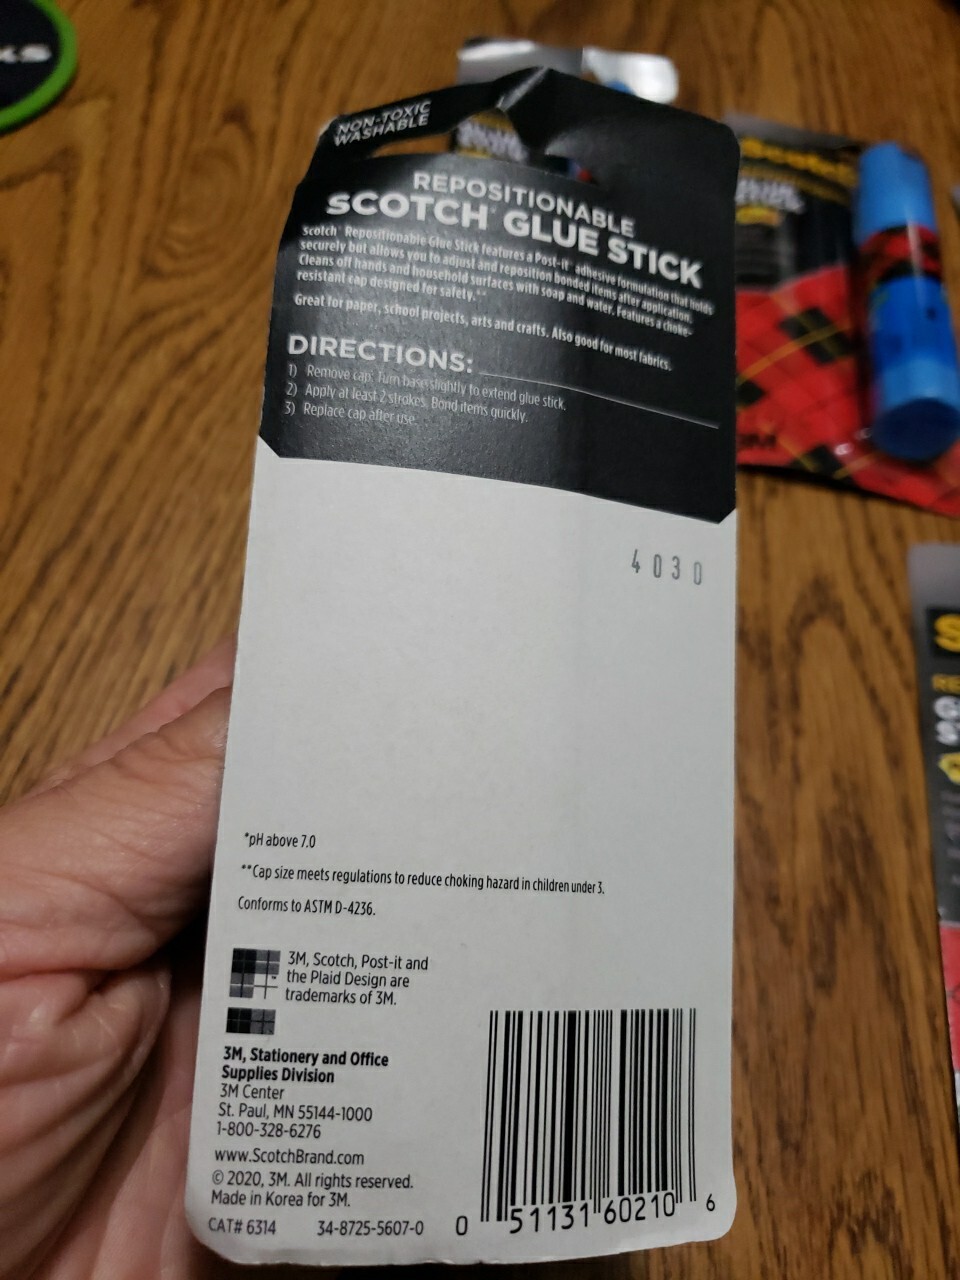 KS
NON-TOXIC
WASHABLE
REPOSITIONABLE
SCOTCH® GLUE STICK
Scotch® Repositionable Glue Stick features a Post-it® adhesive formulation that holds
securely but allows you to adjust and reposition bonded items after application.
Cleans off hands and household surfaces with soap and water. Features a choke-
resistant cap designed for safety.**
Great for paper, school projects, arts and crafts. Also good for most fabrics.
DIRECTIONS:
1) Remove cap. Turn base slightly to extend glue stick.
2) Apply at least 2 strokes. Bond items quickly.
3) Replace cap after use.
4030
*pH above 7.0
**Cap size meets regulations to reduce choking hazard in children under 3.
Conforms to ASTM D-4236.
3M, Scotch, Post-it and
the Plaid Design are
trademarks of 3M.
3M, Stationery and Office
Supplies Division
3M Center
St. Paul, MN 55144-1000
1-800-328-6276
www.ScotchBrand.com
© 2020, 3M. All rights reserved.
Made in Korea for 3M.
CAT# 6314 34-8725-5607-0
0 51131 60210 6
Scotch
3M